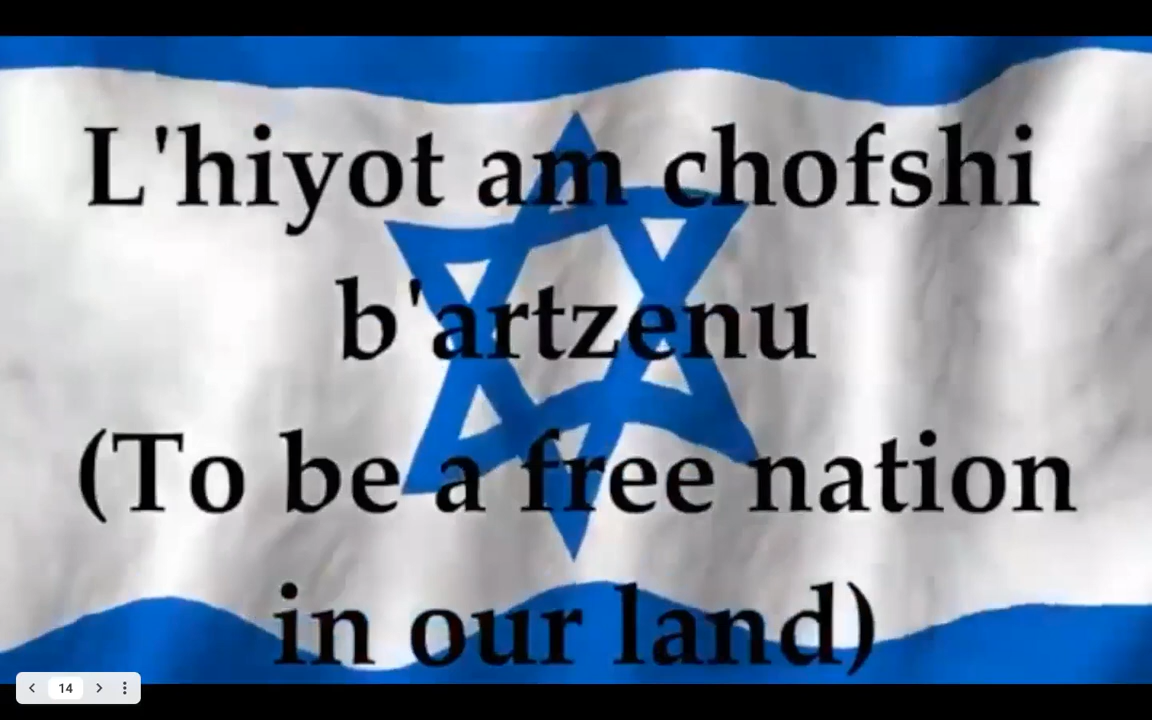 L'hiyot am chofshi
b'artzenu
(To be a free nation
in our land)
14